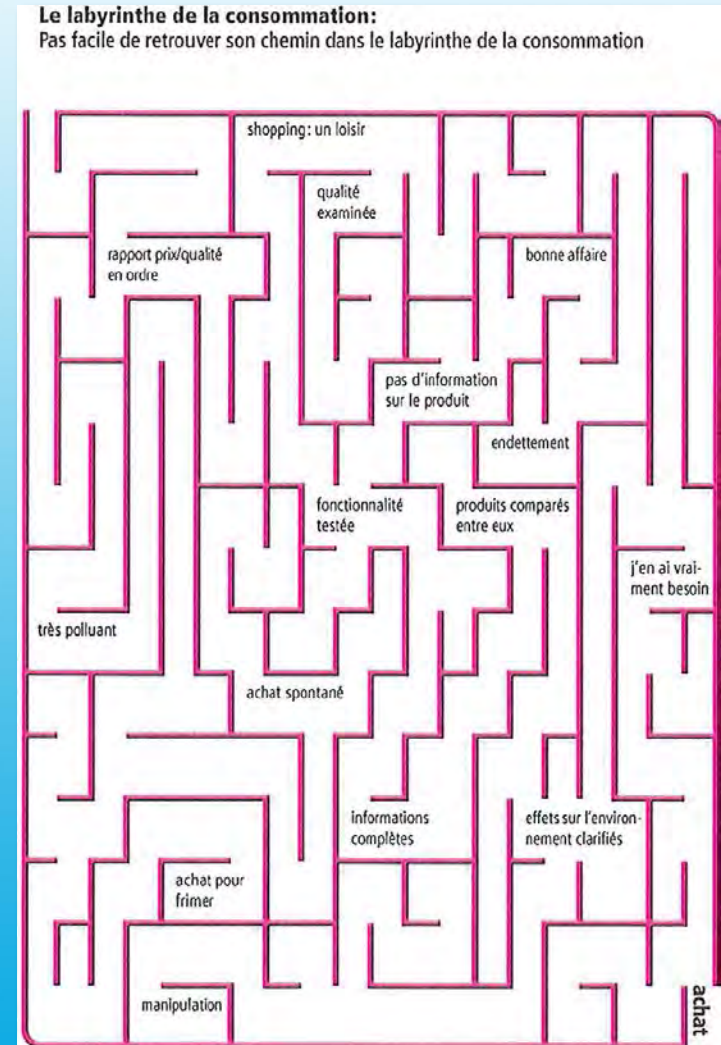 Le labyrinthe de la consommation:
Pas facile de retrouver son chemin dans le labyrinthe de la consommation
shopping: un loisir
qualité
examinée
rapport prix/qualité
en ordre
bonne affaire
pas d'information
sur le produit
endettement
fonctionnalité
testée
produits comparés
entre eux
j'en ai vrai-
ment besoin
très polluant
achat spontané
informations
complètes
effets sur l'environ-
nement clarifiés
achat pour
frimer
manipulation
achat